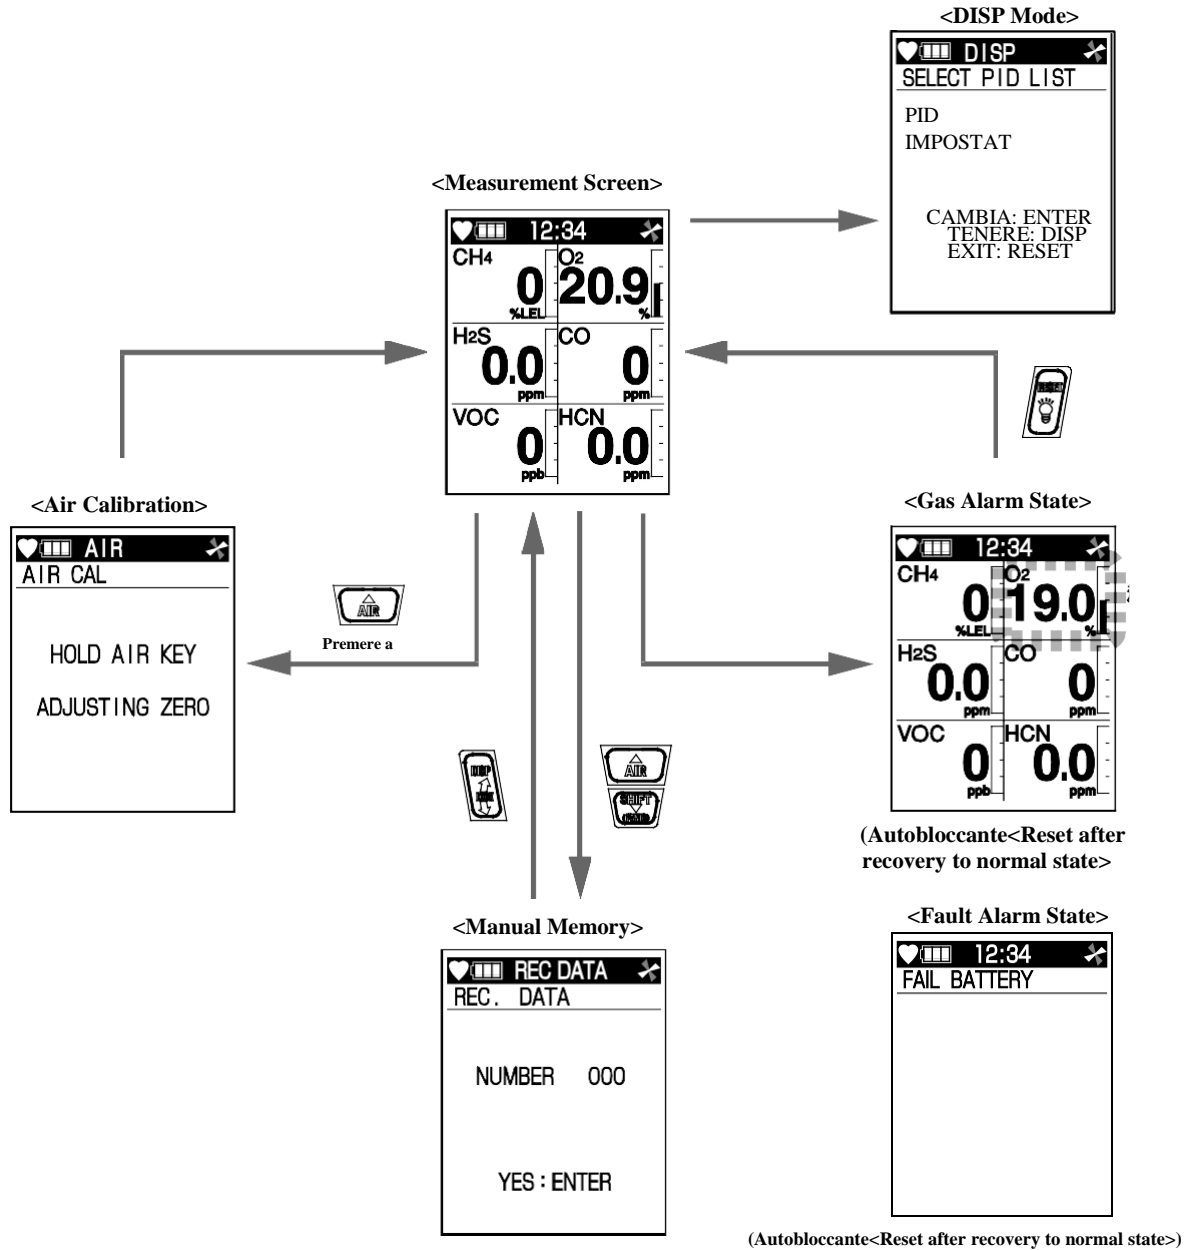 <DISP Mode>
DISP
SELECT PID LIST
PID
IMPOSTAT
CAMBIA: ENTER
TENERE: DISP
EXIT: RESET
<Measurement Screen>
12:34
CH4
0
%LEL
O2
20.9
%
H2S
0.0
ppm
CO
0
ppm
VOC
0
ppb
HCN
0.0
ppm
RESET
<Air Calibration>
AIR
AIR CAL
HOLD AIR KEY
ADJUSTING ZERO
AIR
Premere a
<Gas Alarm State>
12:34
CH4
0
%LEL
O2
19.0
%
H2S
0.0
ppm
CO
0
ppm
VOC
0
ppb
HCN
0.0
ppm
(Autobloccante<Reset after
recovery to normal state>
DISP
AIR
SHIFT
<Manual Memory>
REC DATA
REC. DATA
NUMBER 000
YES : ENTER
<Fault Alarm State>
12:34
FAIL BATTERY
(Autobloccante<Reset after recovery to normal state>)